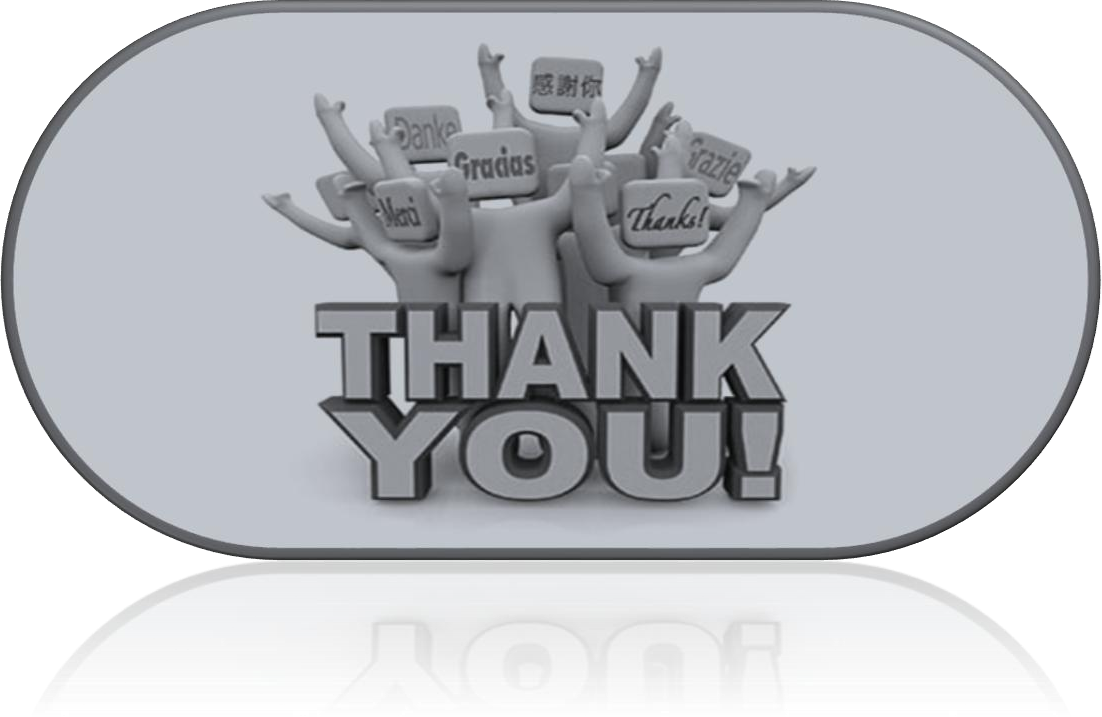 感謝你
Danke
Gracias
Grazie
Merci
Thanks!
THANK
YOU!